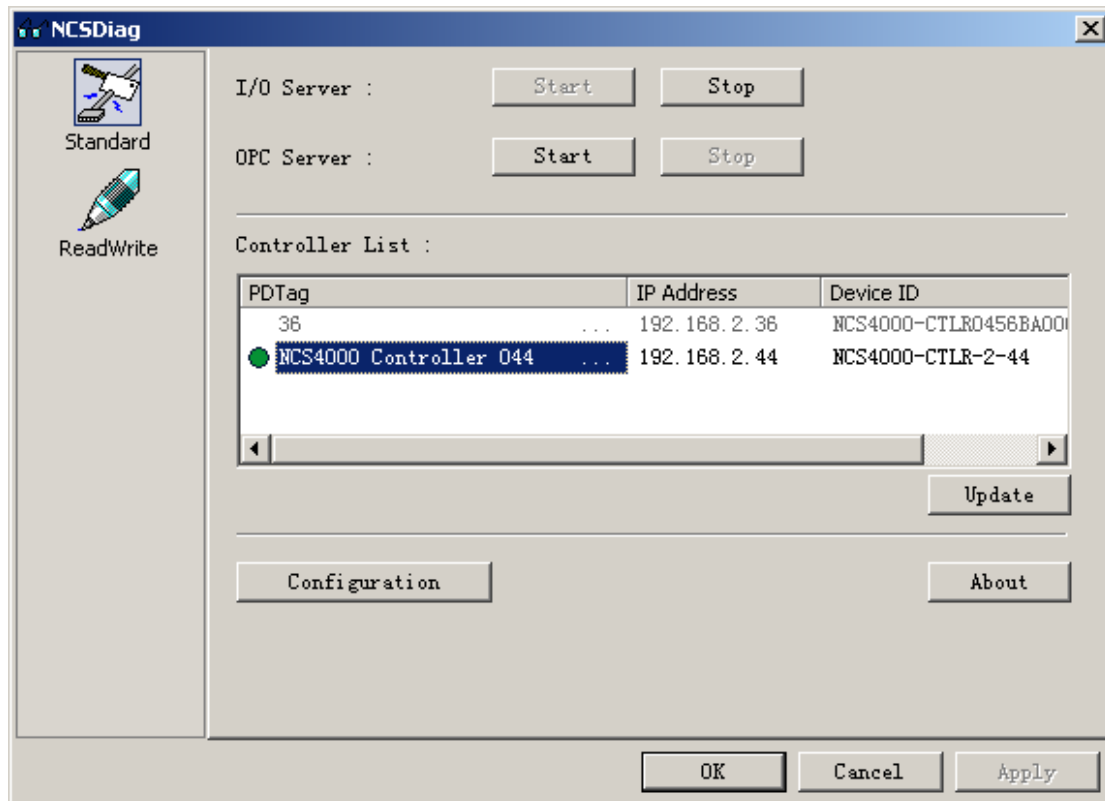 NCSDiag
Standard
ReadWrite
I/O Server : Start Stop
OPC Server : Start Stop
Controller List :
PDTag IP Address Device ID
36 ... 192.168.2.36 NCS4000-CTLR0456BA00
NCS4000 Controller 044 ... 192.168.2.44 NCS4000-CTLR-2-44
Update
Configuration About
OK Cancel Apply